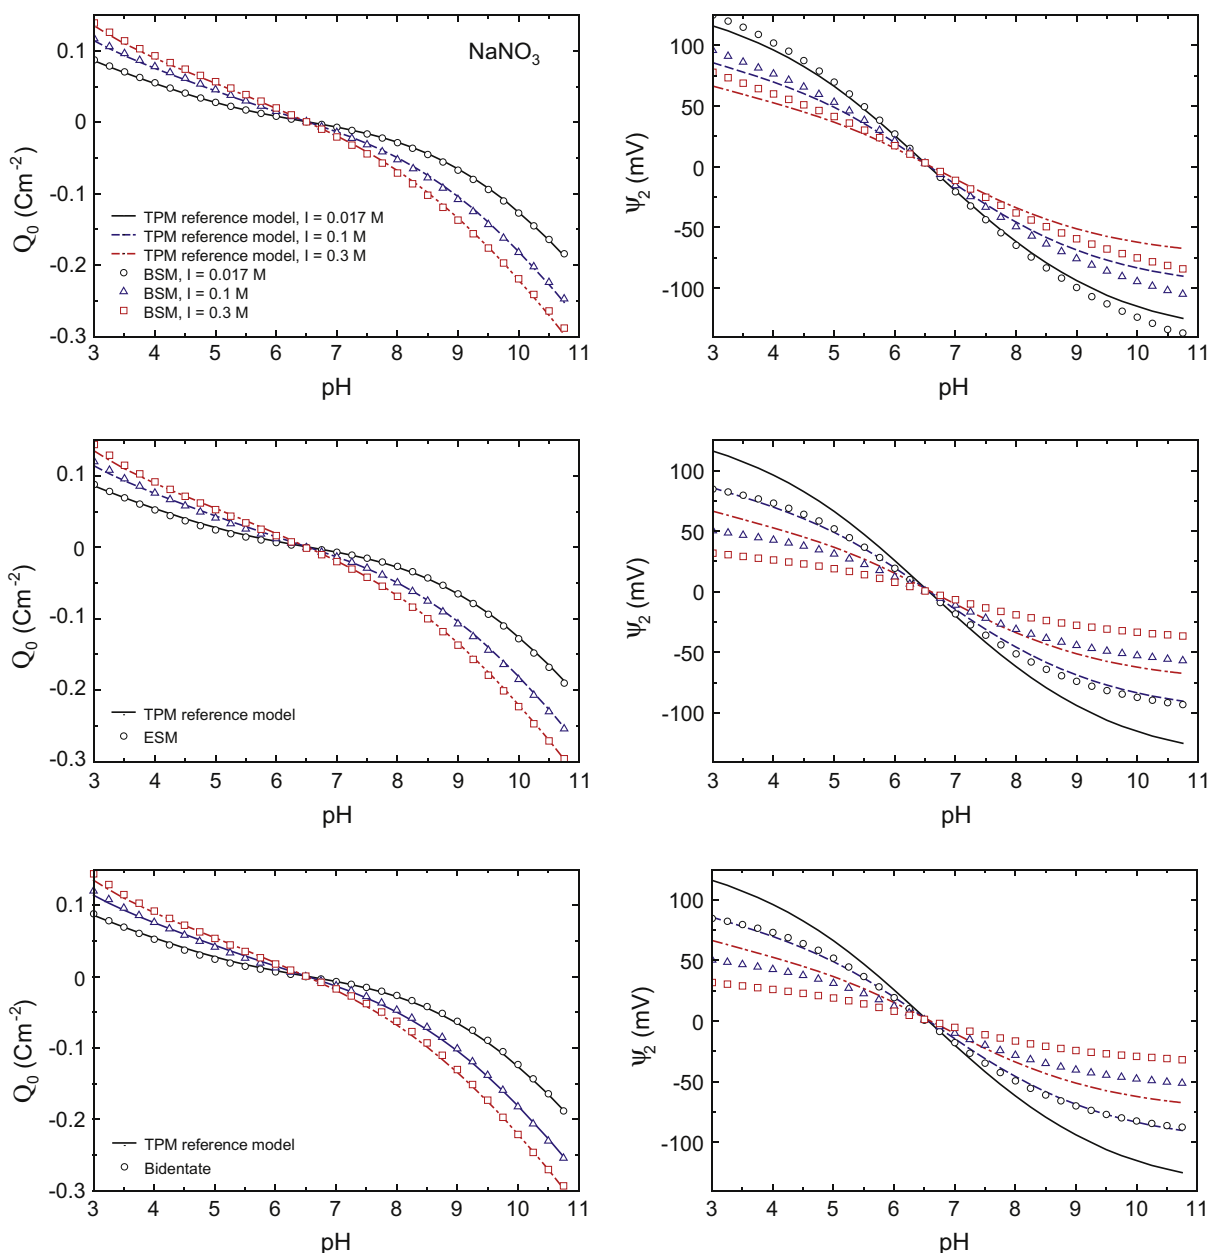 NaNO₃
Q₀ (Cm⁻²)
0.1
0
-0.1
-0.2
-0.3
TPM reference model, I = 0.017 M
TPM reference model, I = 0.1 M
TPM reference model, I = 0.3 M
BSM, I = 0.017 M
BSM, I = 0.1 M
BSM, I = 0.3 M
3 4 5 6 7 8 9 10 11
pH
Ψ₂ (mV)
100
50
0
-50
-100
3 4 5 6 7 8 9 10 11
pH
Q₀ (Cm⁻²)
0.1
0
-0.1
-0.2
-0.3
TPM reference model
ESM
3 4 5 6 7 8 9 10 11
pH
Ψ₂ (mV)
100
50
0
-50
-100
3 4 5 6 7 8 9 10 11
pH
Q₀ (Cm⁻²)
0.1
0
-0.1
-0.2
-0.3
TPM reference model
Bidentate
3 4 5 6 7 8 9 10 11
pH
Ψ₂ (mV)
100
50
0
-50
-100
3 4 5 6 7 8 9 10 11
pH